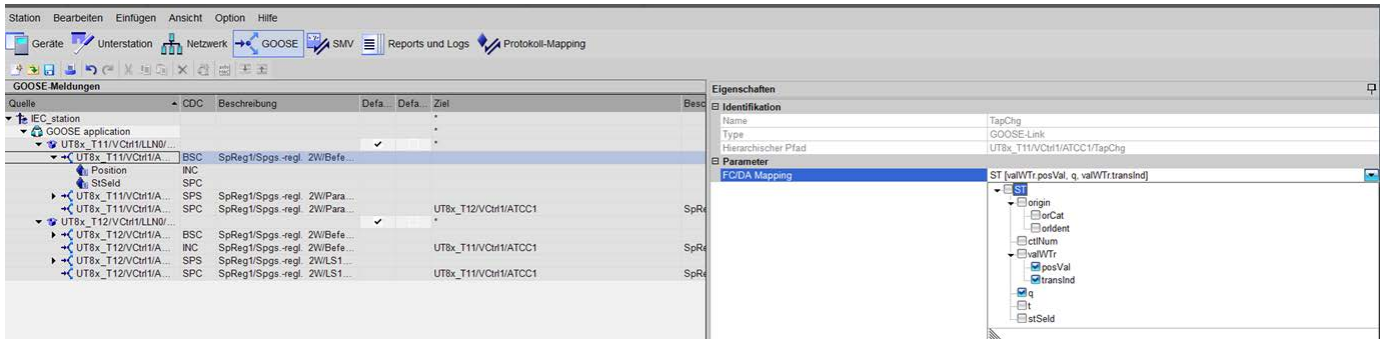 Station Bearbeiten Einfügen Ansicht Option Hilfe
Geräte Unterstation Netzwerk GOOSE SMV Reports und Logs Protokoll-Mapping
GOOSE-Meldungen
Quelle CDC Beschreibung Defa... Defa... Ziel Besc
IEC_station *
GOOSE application *
UT8x_T11/VCtrl1/LLN0/... *
UT8x_T11/VCtrl1/A... BSC SpReg1/Spgs.-regl. 2W/Befe...
Position INC
StSeld SPC
UT8x_T11/VCtrl1/A... SPS SpReg1/Spgs.-regl. 2W/Para...
UT8x_T11/VCtrl1/A... SPC SpReg1/Spgs.-regl. 2W/Para... UT8x_T12/VCtrl1/ATCC1 SpRe
UT8x_T12/VCtrl1/LLN0/... *
UT8x_T12/VCtrl1/A... BSC SpReg1/Spgs.-regl. 2W/Befe...
UT8x_T12/VCtrl1/A... INC SpReg1/Spgs.-regl. 2W/Befe... UT8x_T11/VCtrl1/ATCC1 SpRe
UT8x_T12/VCtrl1/A... SPS SpReg1/Spgs.-regl. 2W/LS1...
UT8x_T12/VCtrl1/A... SPC SpReg1/Spgs.-regl. 2W/LS1... UT8x_T11/VCtrl1/ATCC1 SpRe
Eigenschaften
Identifikation
Name TapChg
Type GOOSE-Link
Hierarchischer Pfad UT8x_T11/VCtrl1/ATCC1/TapChg
Parameter
FC/DA Mapping ST [valWTr.posVal, q, valWTr.transInd]
ST
origin
orCat
orIdent
ctlNum
valWTr
posVal
transInd
q
t
stSeld